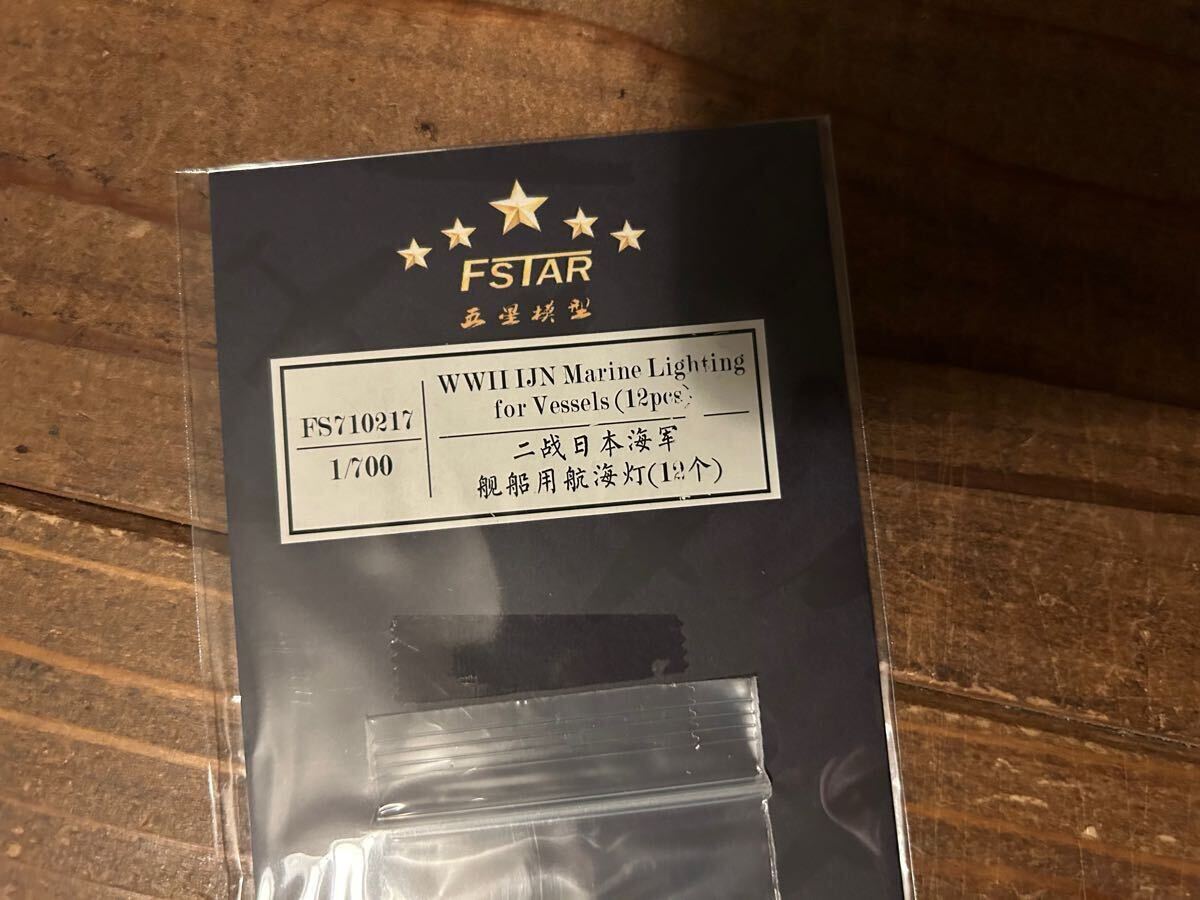 FSTAR
五星模型
FS710217
1/700
WWII IJN Marine Lighting
for Vessels (12pcs)
二战日本海军
舰船用航海灯(12个)